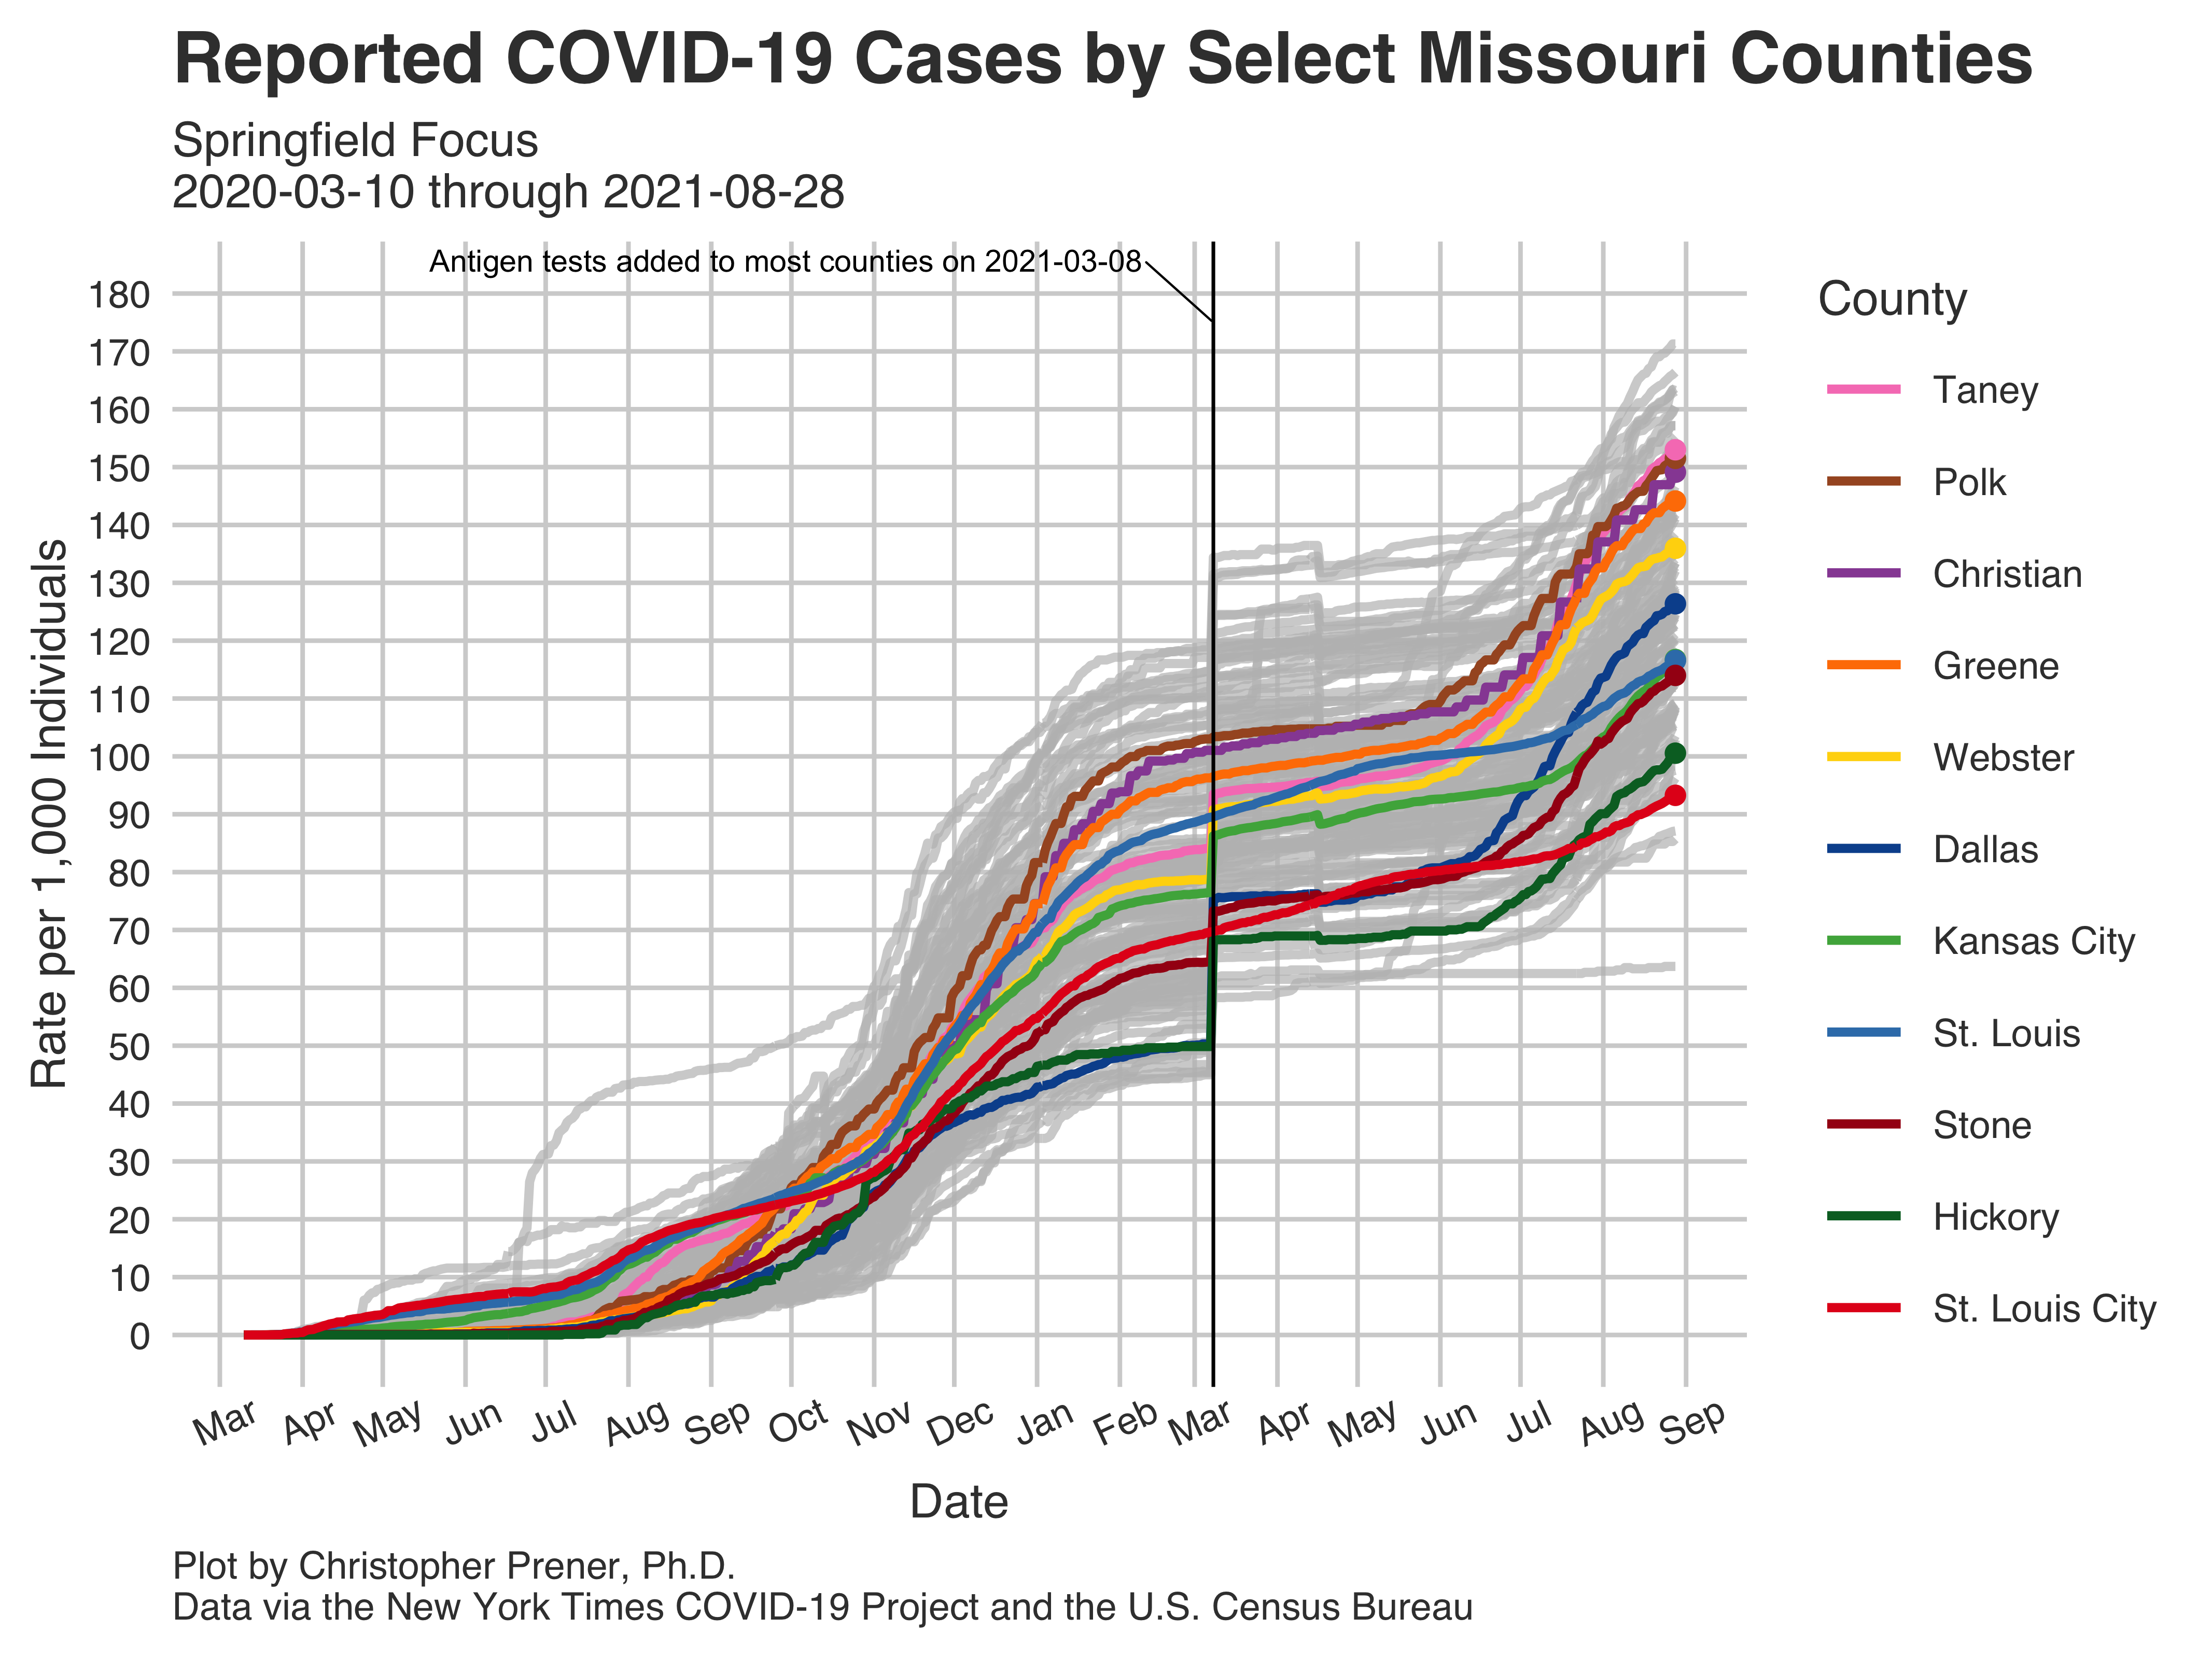 Reported COVID-19 Cases by Select Missouri Counties
Springfield Focus
2020-03-10 through 2021-08-28
Antigen tests added to most counties on 2021-03-08
Rate per 1,000 Individuals
180
170
160
150
140
130
120
110
100
90
80
70
60
50
40
30
20
10
0
Mar Apr May Jun Jul Aug Sep Oct Nov Dec Jan Feb Mar Apr May Jun Jul Aug Sep
Date
County
Taney
Polk
Christian
Greene
Webster
Dallas
Kansas City
St. Louis
Stone
Hickory
St. Louis City
Plot by Christopher Prener, Ph.D.
Data via the New York Times COVID-19 Project and the U.S. Census Bureau